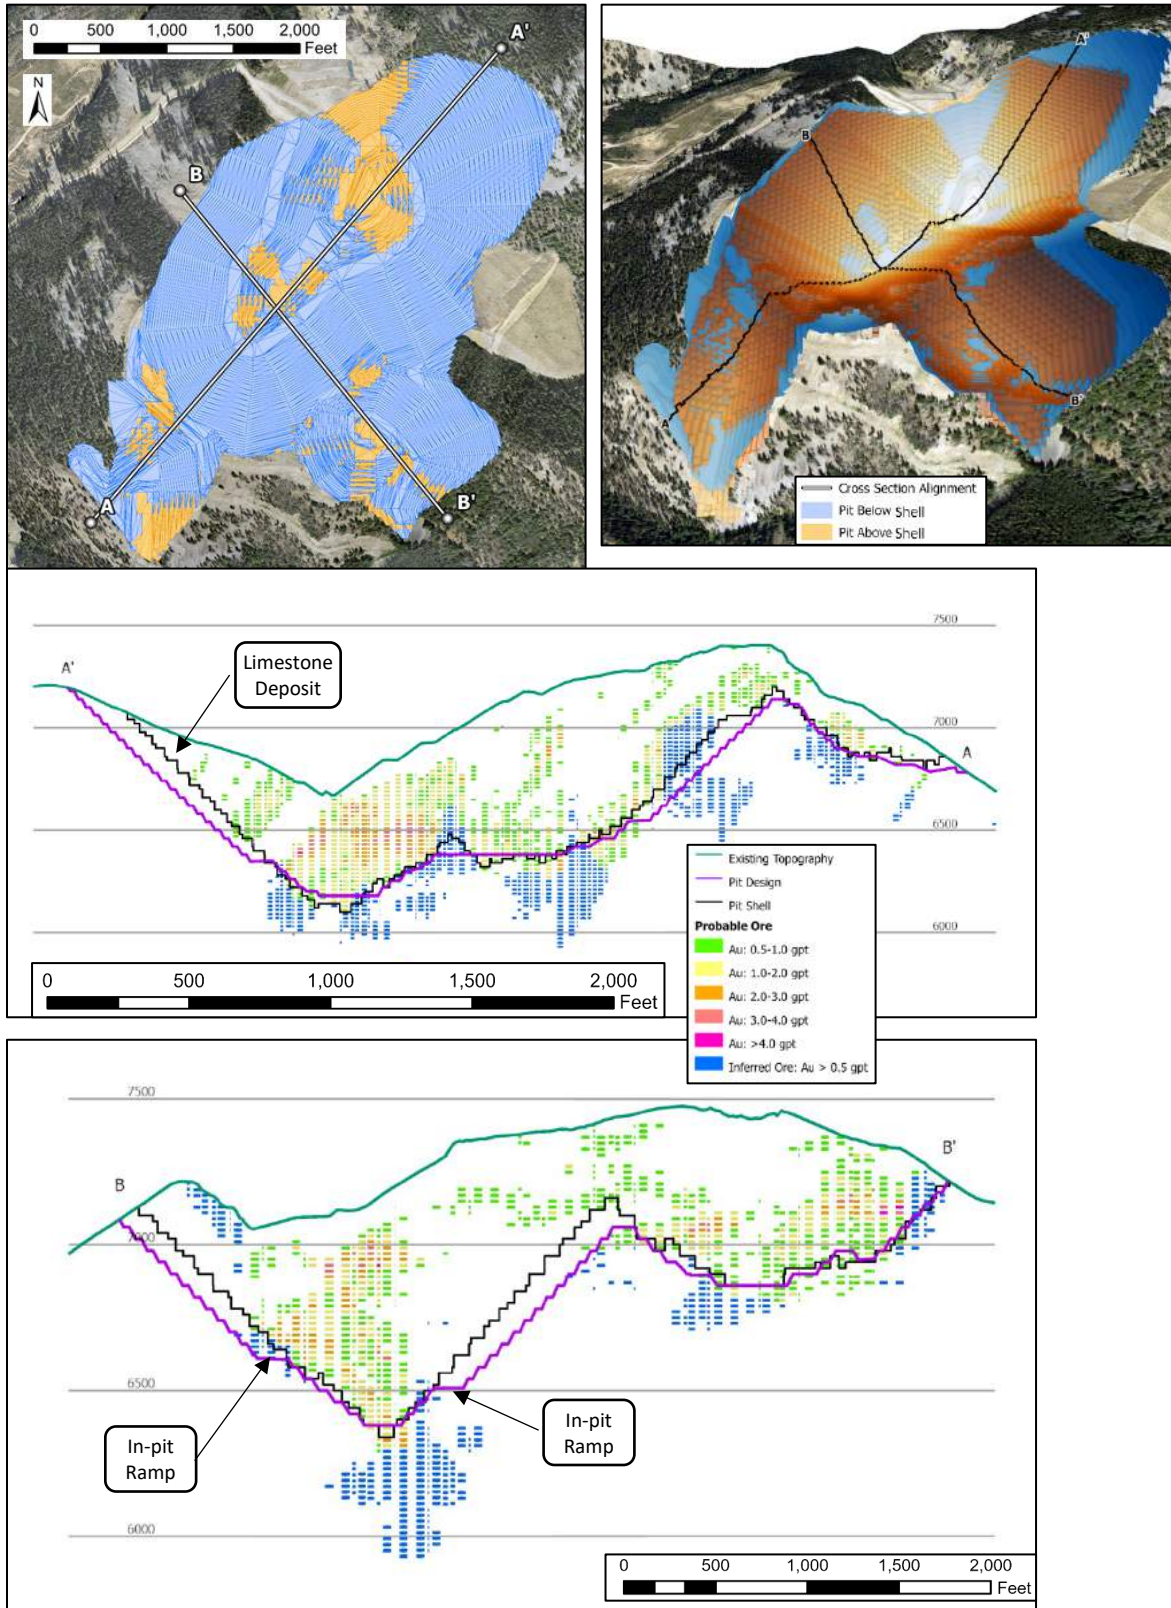 0 500 1,000 1,500 2,000
Feet
N
A'
B
A
B'
A'
B
A
B'
Cross Section Alignment
Pit Below Shell
Pit Above Shell
7500
A'
Limestone
Deposit
7000
A
6500
6000
Existing Topography
Pit Design
Pit Shell
Probable Ore
Au: 0.5-1.0 gpt
Au: 1.0-2.0 gpt
Au: 2.0-3.0 gpt
Au: 3.0-4.0 gpt
Au: >4.0 gpt
Inferred Ore: Au > 0.5 gpt
0 500 1,000 1,500 2,000
Feet
7500
B
B'
7000
6500
In-pit
Ramp
In-pit
Ramp
6000
0 500 1,000 1,500 2,000
Feet